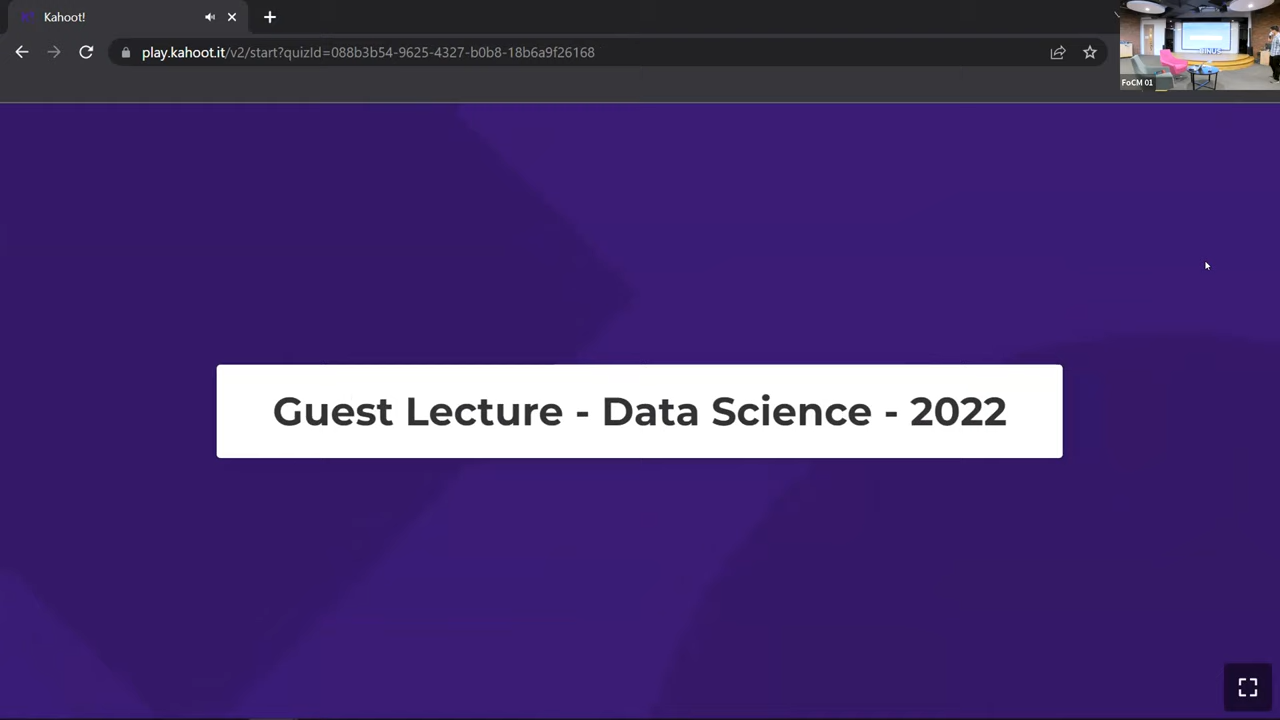 Kahoot!
play.kahoot.it/v2/start?quizId=088b3b54-9625-4327-b0b8-18b6a9f26168
FoCM 01
BINUS
Guest Lecture - Data Science - 2022